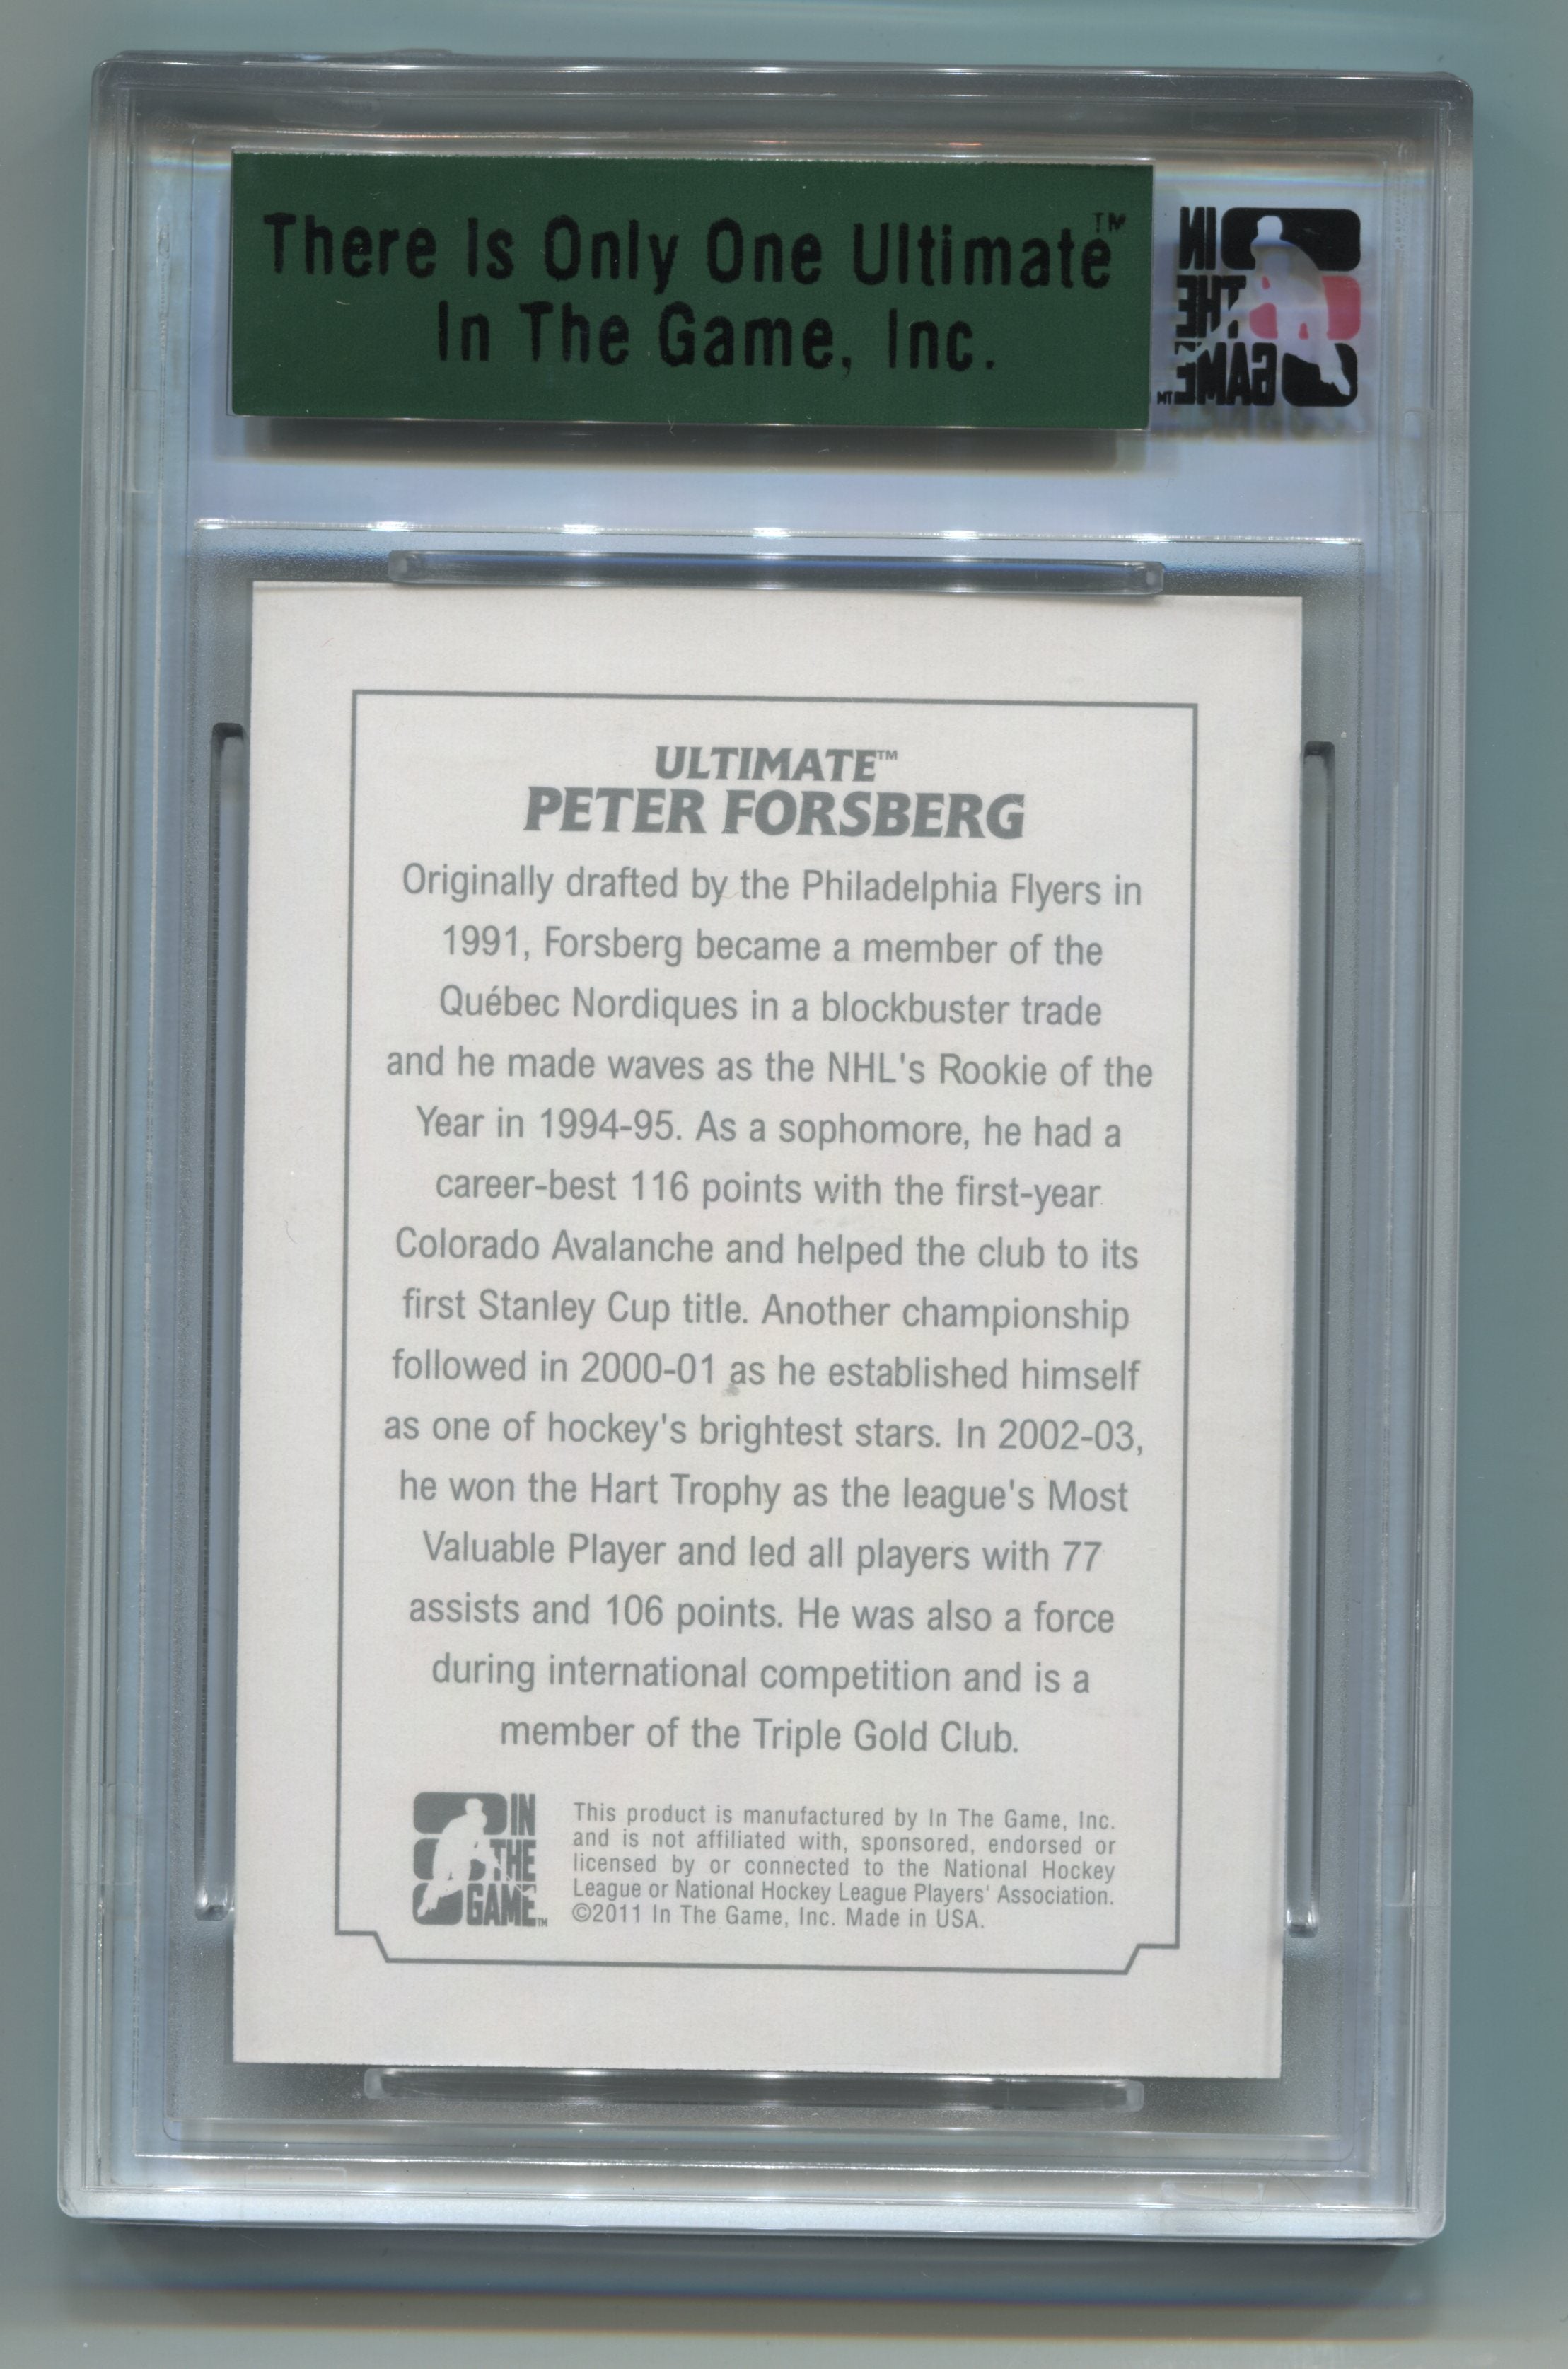 There Is Only One Ultimate™
In The Game, Inc.
IN
THE
GAME™
ULTIMATE™
PETER FORSBERG
Originally drafted by the Philadelphia Flyers in
1991, Forsberg became a member of the
Québec Nordiques in a blockbuster trade
and he made waves as the NHL's Rookie of the
Year in 1994-95. As a sophomore, he had a
career-best 116 points with the first-year
Colorado Avalanche and helped the club to its
first Stanley Cup title. Another championship
followed in 2000-01 as he established himself
as one of hockey's brightest stars. In 2002-03,
he won the Hart Trophy as the league's Most
Valuable Player and led all players with 77
assists and 106 points. He was also a force
during international competition and is a
member of the Triple Gold Club.
IN
THE
GAME™
This product is manufactured by In The Game, Inc.
and is not affiliated with, sponsored, endorsed or
licensed by or connected to the National Hockey
League or National Hockey League Players' Association.
©2011 In The Game, Inc. Made in USA.